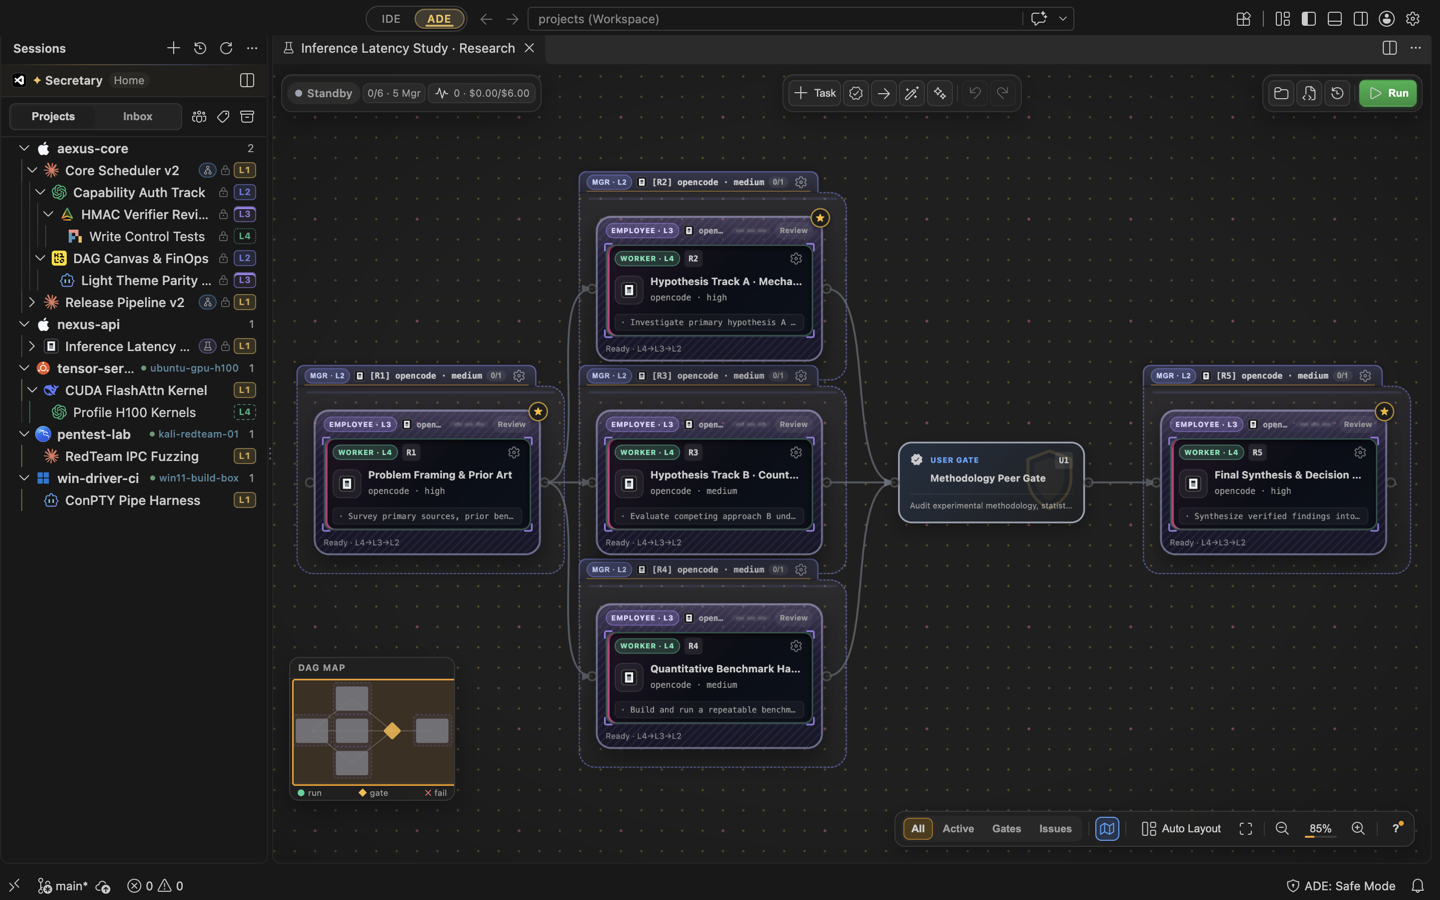 IDE
ADE
projects (Workspace)
Sessions
Inference Latency Study · Research
Secretary
Home
Projects
Inbox
aexus-core
2
Core Scheduler v2
L1
Capability Auth Track
L2
HMAC Verifier Revi...
L3
Write Control Tests
L4
DAG Canvas & FinOps
L2
Light Theme Parity ...
L3
Release Pipeline v2
L1
nexus-api
1
Inference Latency ...
L1
tensor-ser...
ubuntu-gpu-h100
1
CUDA FlashAttn Kernel
L1
Profile H100 Kernels
L4
pentest-lab
kali-redteam-01
1
RedTeam IPC Fuzzing
L1
win-driver-ci
win11-build-box
1
ConPTY Pipe Harness
L1
Standby
0/6 · 5 Mgr
0 · $0.00/$6.00
Task
Run
MGR · L2
[R2] opencode · medium
0/1
EMPLOYEE · L3
open...
Review
WORKER · L4
R2
Hypothesis Track A · Mecha...
opencode · high
· Investigate primary hypothesis A …
Ready · L4→L3→L2
MGR · L2
[R1] opencode · medium
0/1
EMPLOYEE · L3
open...
Review
WORKER · L4
R1
Problem Framing & Prior Art
opencode · high
· Survey primary sources, prior ben…
Ready · L4→L3→L2
MGR · L2
[R3] opencode · medium
0/1
EMPLOYEE · L3
open...
Review
WORKER · L4
R3
Hypothesis Track B · Count...
opencode · medium
· Evaluate competing approach B und…
Ready · L4→L3→L2
MGR · L2
[R4] opencode · medium
0/1
EMPLOYEE · L3
open...
Review
WORKER · L4
R4
Quantitative Benchmark Ha...
opencode · medium
· Build and run a repeatable benchm…
Ready · L4→L3→L2
USER GATE
U1
Methodology Peer Gate
Audit experimental methodology, statist...
MGR · L2
[R5] opencode · medium
0/1
EMPLOYEE · L3
open...
Review
WORKER · L4
R5
Final Synthesis & Decision ...
opencode · high
· Synthesize verified findings into…
Ready · L4→L3→L2
DAG MAP
run
gate
fail
All
Active
Gates
Issues
Auto Layout
85%
?
main*
0
0
ADE: Safe Mode